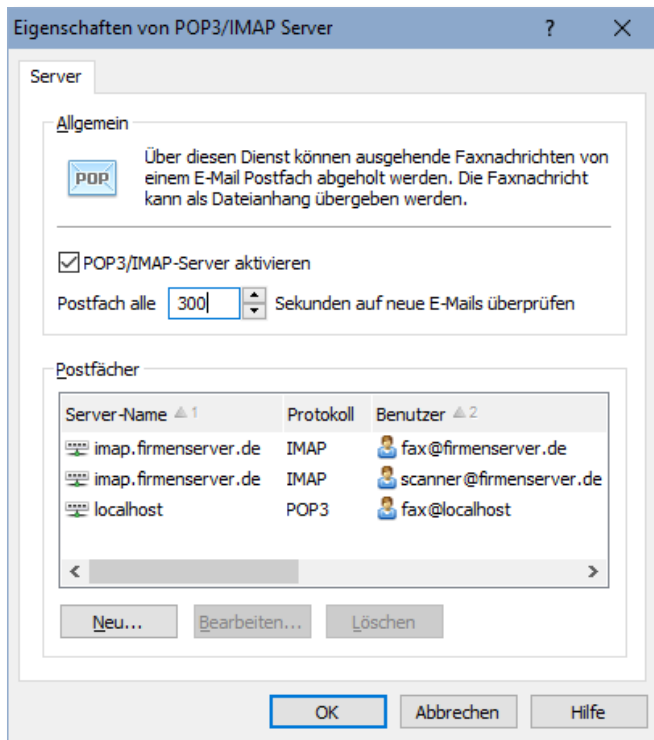 Eigenschaften von POP3/IMAP Server ?
Server
Allgemein
POP
Über diesen Dienst können ausgehende Faxnachrichten von
einem E-Mail Postfach abgeholt werden. Die Faxnachricht
kann als Dateianhang übergeben werden.
POP3/IMAP-Server aktivieren
Postfach alle 300 Sekunden auf neue E-Mails überprüfen
Postfächer
Server-Name 1 Protokoll Benutzer 2
imap.firmenserver.de IMAP fax@firmenserver.de
imap.firmenserver.de IMAP scanner@firmenserver.de
localhost POP3 fax@localhost
Neu... Bearbeiten... Löschen
OK Abbrechen Hilfe